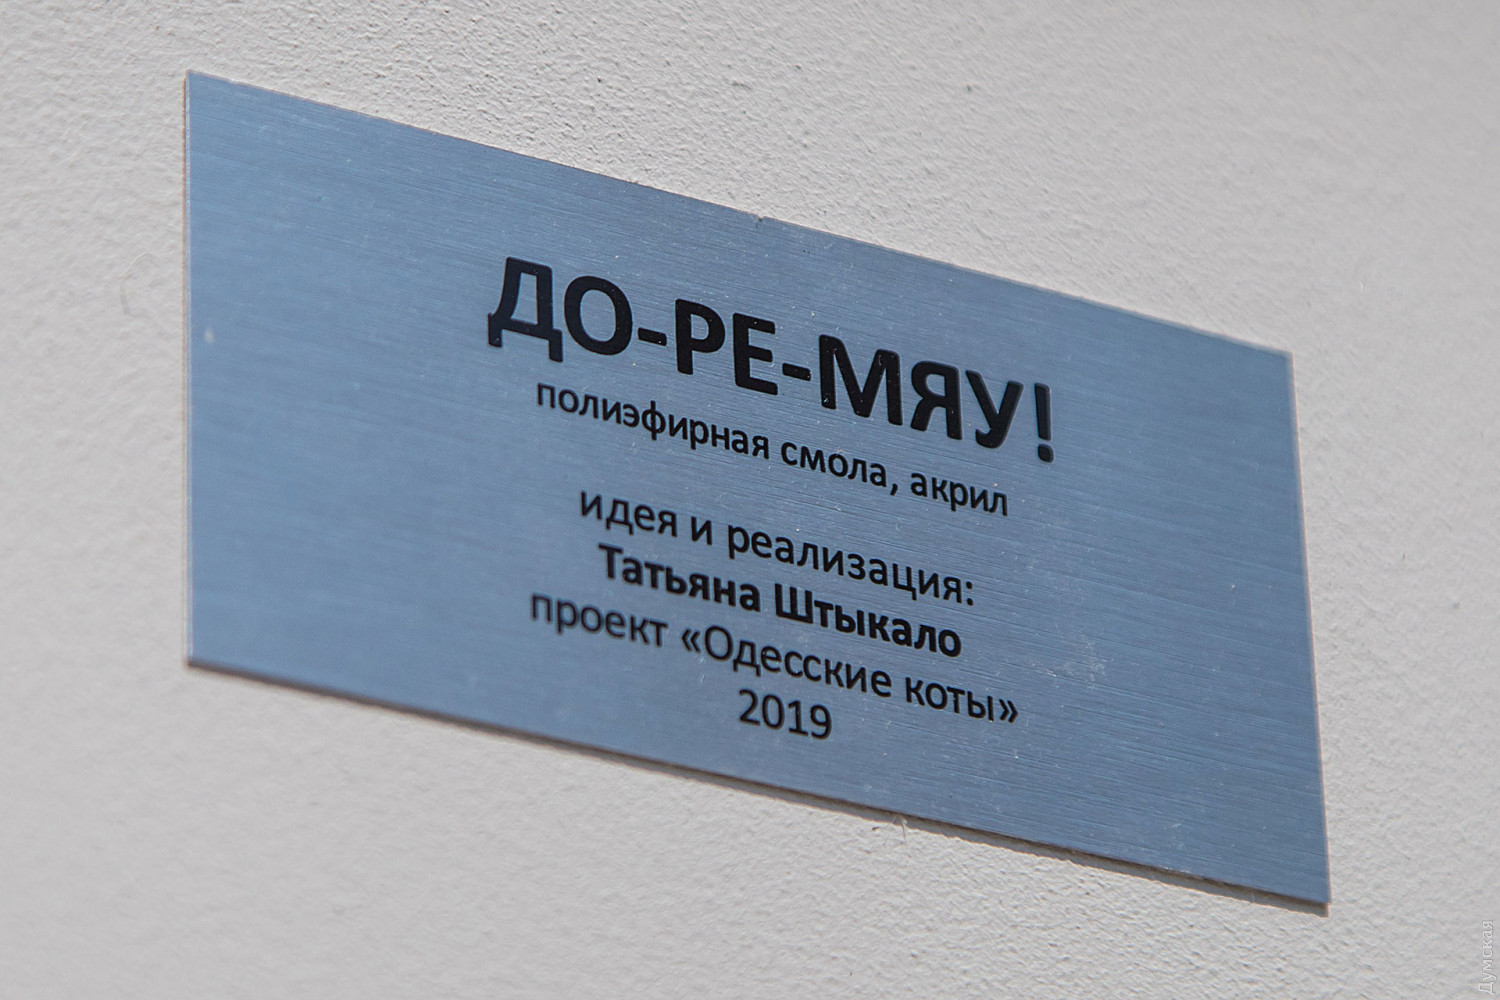 ДО-РЕ-МЯУ!
полиэфирная смола, акрил
идея и реализация:
Татьяна Штыкало
проект «Одесские коты»
2019
Думская